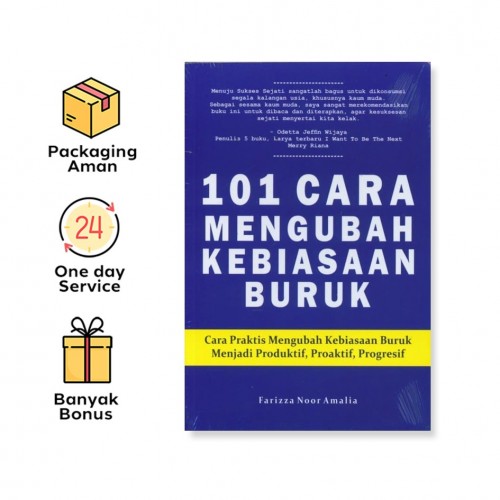 Packaging
Aman
24
One day
Service
Banyak
Bonus
Menuju Sukses Sejati sangatlah bagus untuk dikonsumsi
segala kalangan usia, khususnya kaum muda.
Sebagai sesama kaum muda, saya sangat merekomendasikan
buku ini untuk dibaca dan diterapkan, agar kesuksesan
sejati menyertai kita kelak.
- Odetta Jeffin Wijaya
Penulis 5 buku, Larya terbaru I Want To Be The Next
Merry Riana
101 CARA
MENGUBAH
KEBIASAAN
BURUK
Cara Praktis Mengubah Kebiasaan Buruk
Menjadi Produktif, Proaktif, Progresif
Farizza Noor Amalia